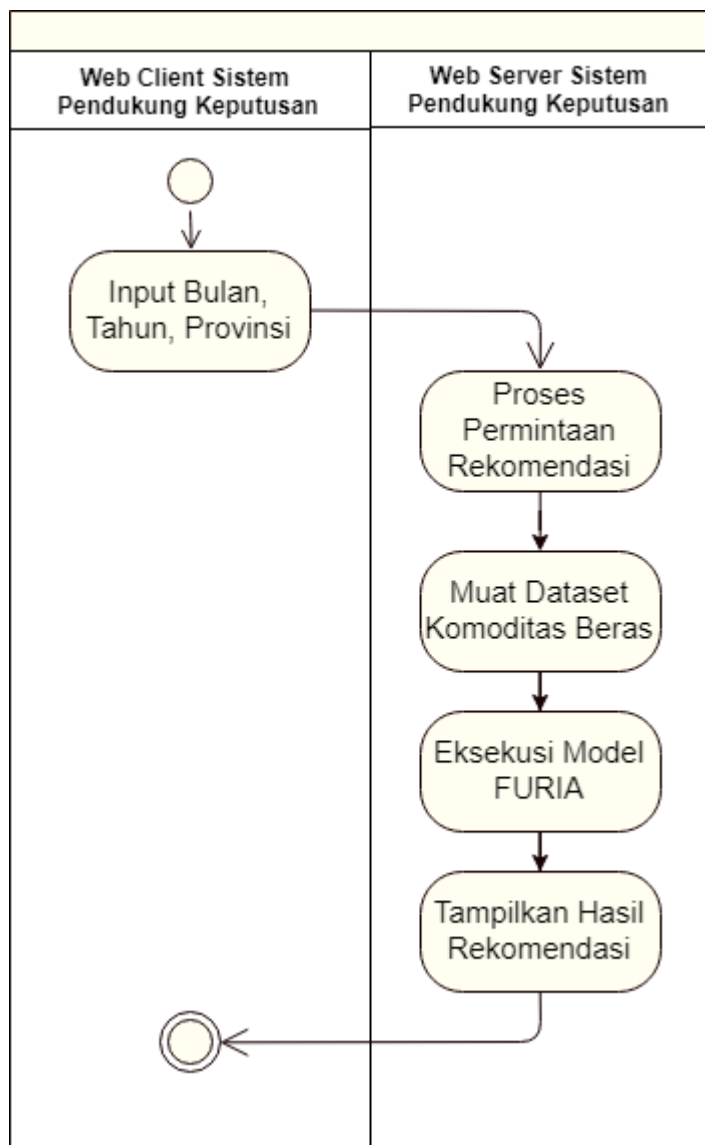 Web Client Sistem
Pendukung Keputusan
Web Server Sistem
Pendukung Keputusan
Input Bulan,
Tahun, Provinsi
Proses
Permintaan
Rekomendasi
Muat Dataset
Komoditas Beras
Eksekusi Model
FURIA
Tampilkan Hasil
Rekomendasi